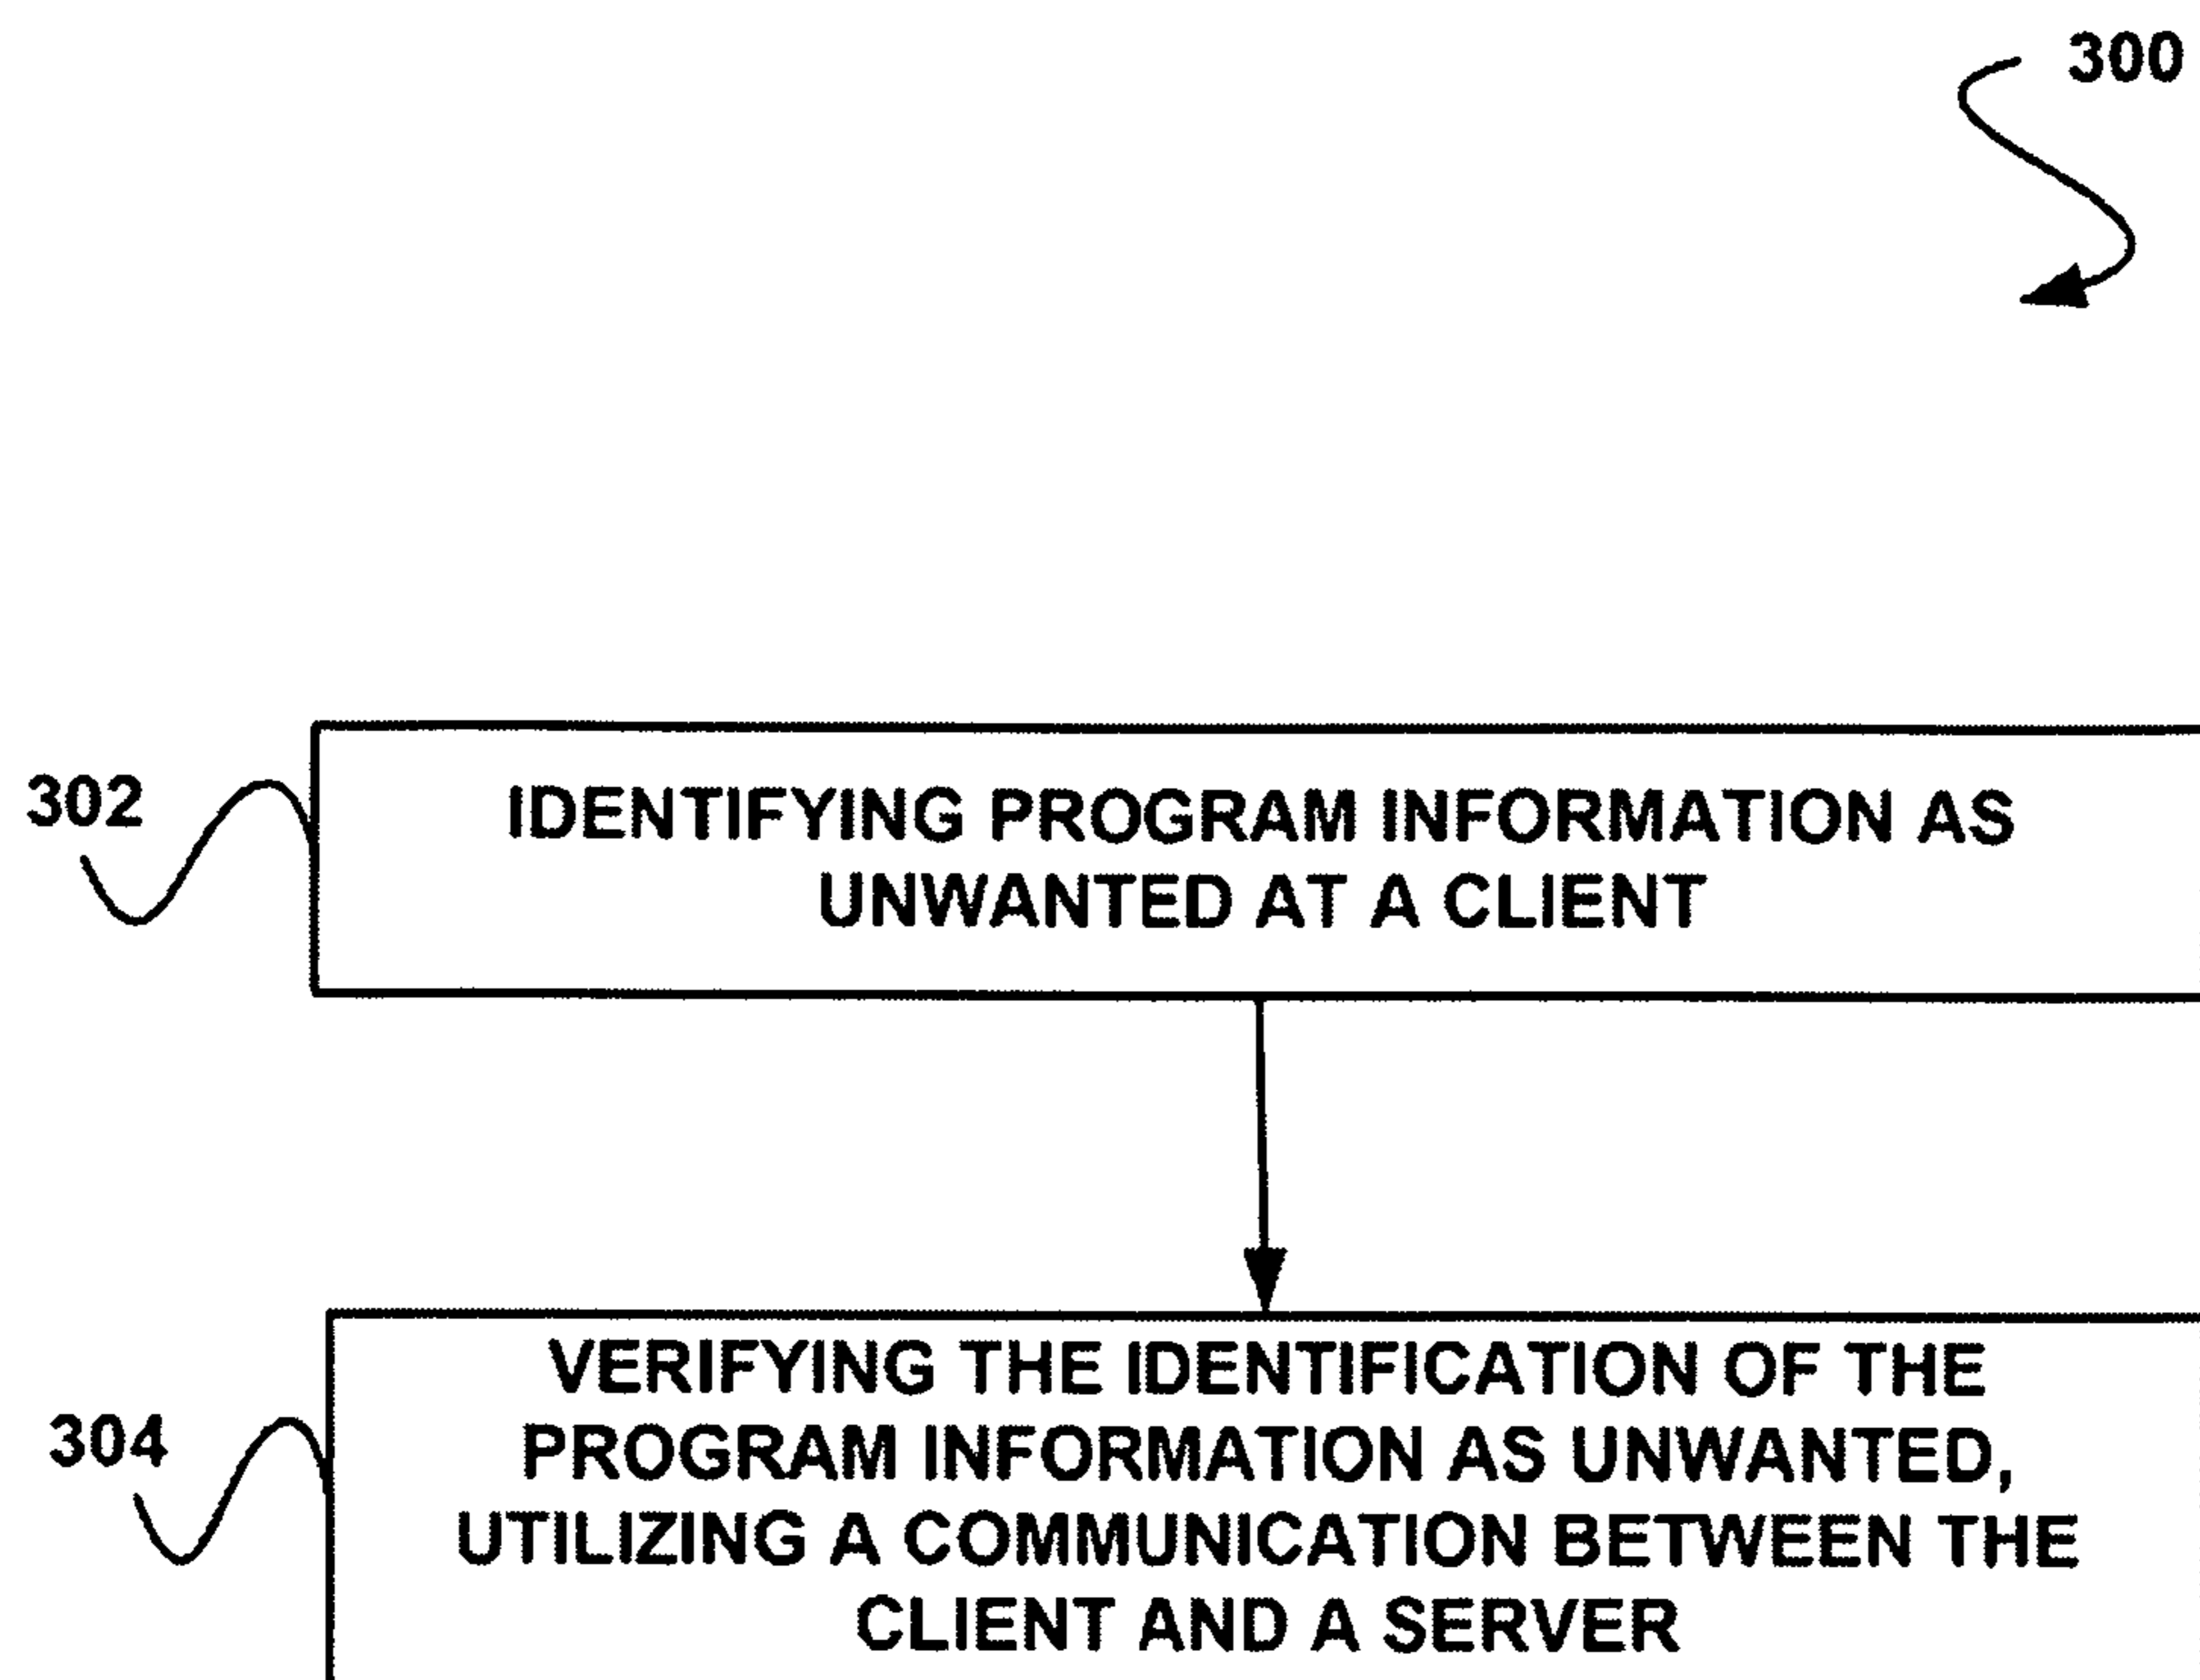 300
302
IDENTIFYING PROGRAM INFORMATION AS
UNWANTED AT A CLIENT
304
VERIFYING THE IDENTIFICATION OF THE
PROGRAM INFORMATION AS UNWANTED,
UTILIZING A COMMUNICATION BETWEEN THE
CLIENT AND A SERVER